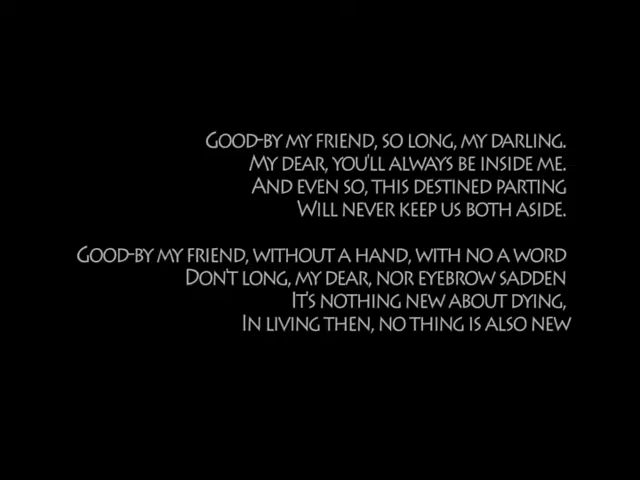 Good-by my friend, so long, my darling.
My dear, you'll always be inside me.
And even so, this destined parting
Will never keep us both aside.
Good-by my friend, without a hand, with no a word
Don't long, my dear, nor eyebrow sadden
It's nothing new about dying,
In living then, no thing is also new